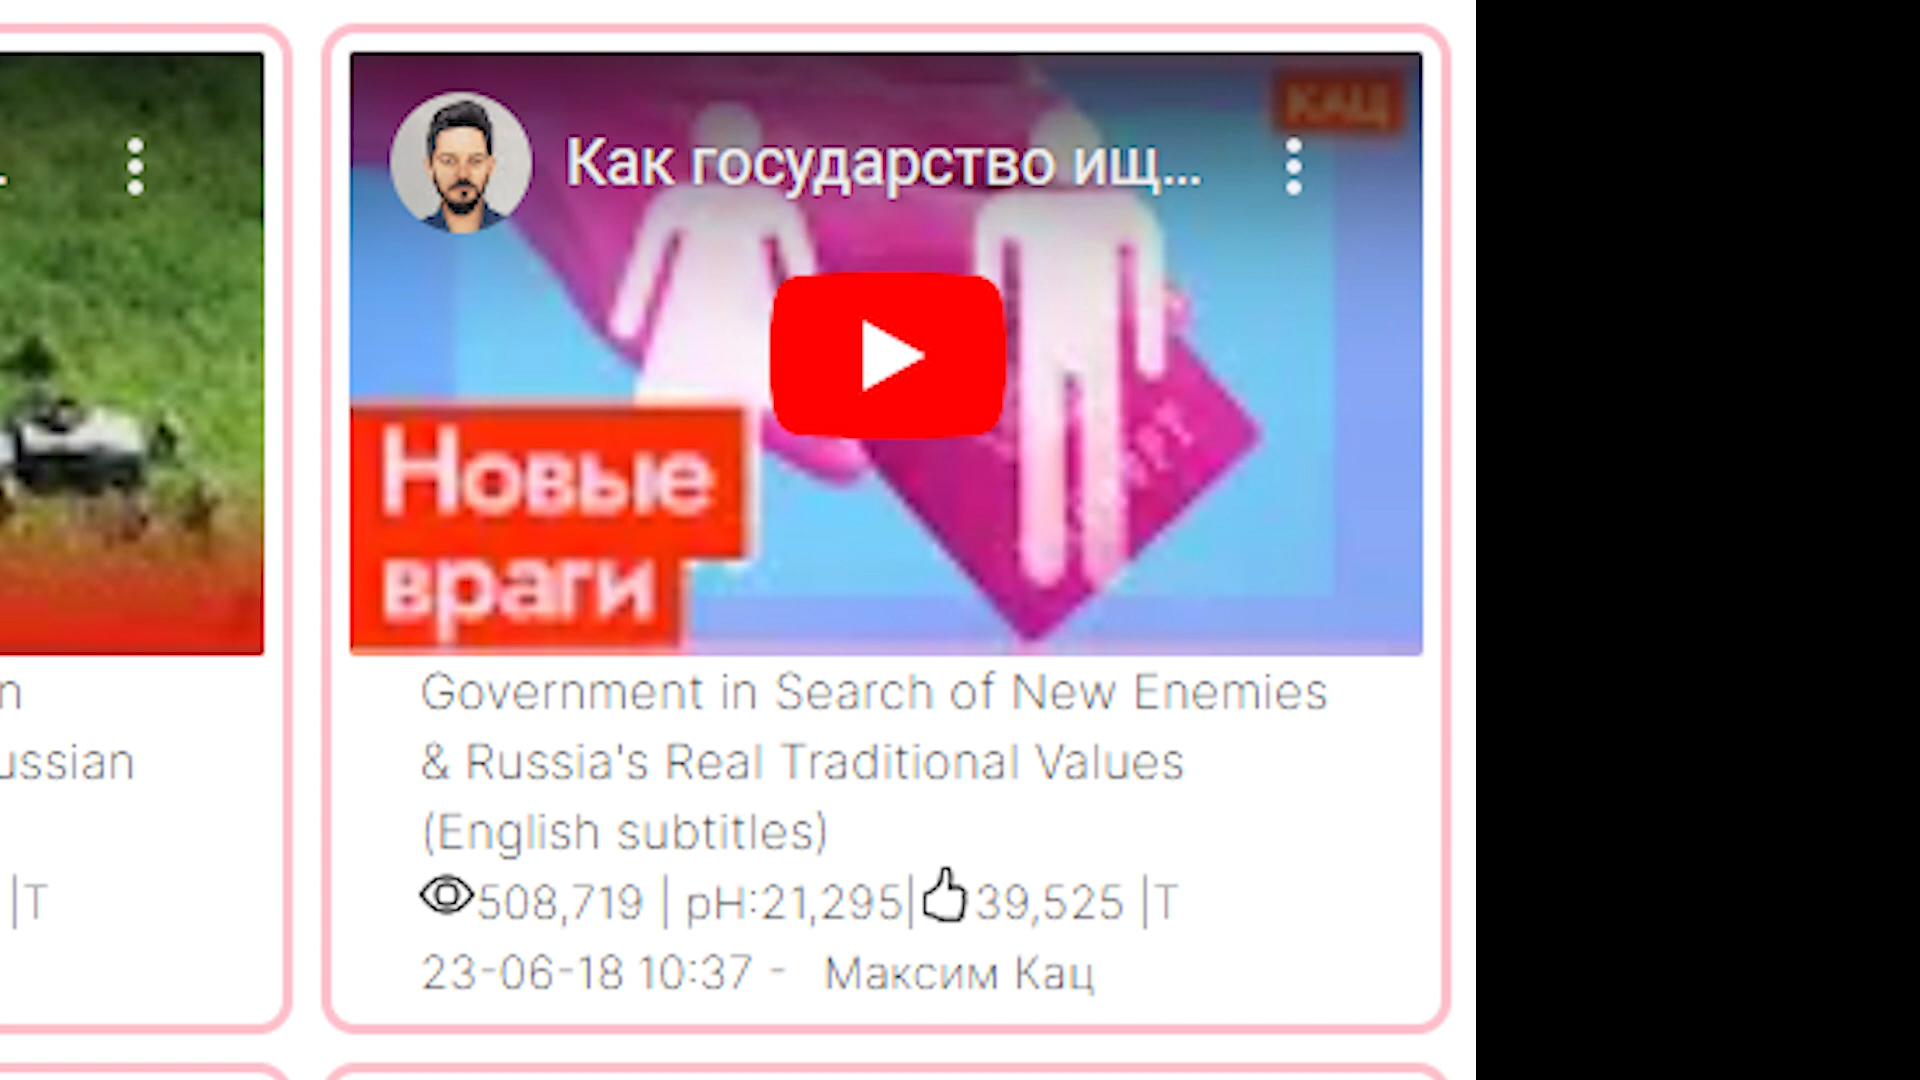 КАЦ
Как государство ищ...
Новые
враги
n
ussian
|T
Government in Search of New Enemies
& Russia's Real Traditional Values
(English subtitles)
508,719 | pH:21,295| 39,525 |T
23-06-18 10:37 - Максим Кац